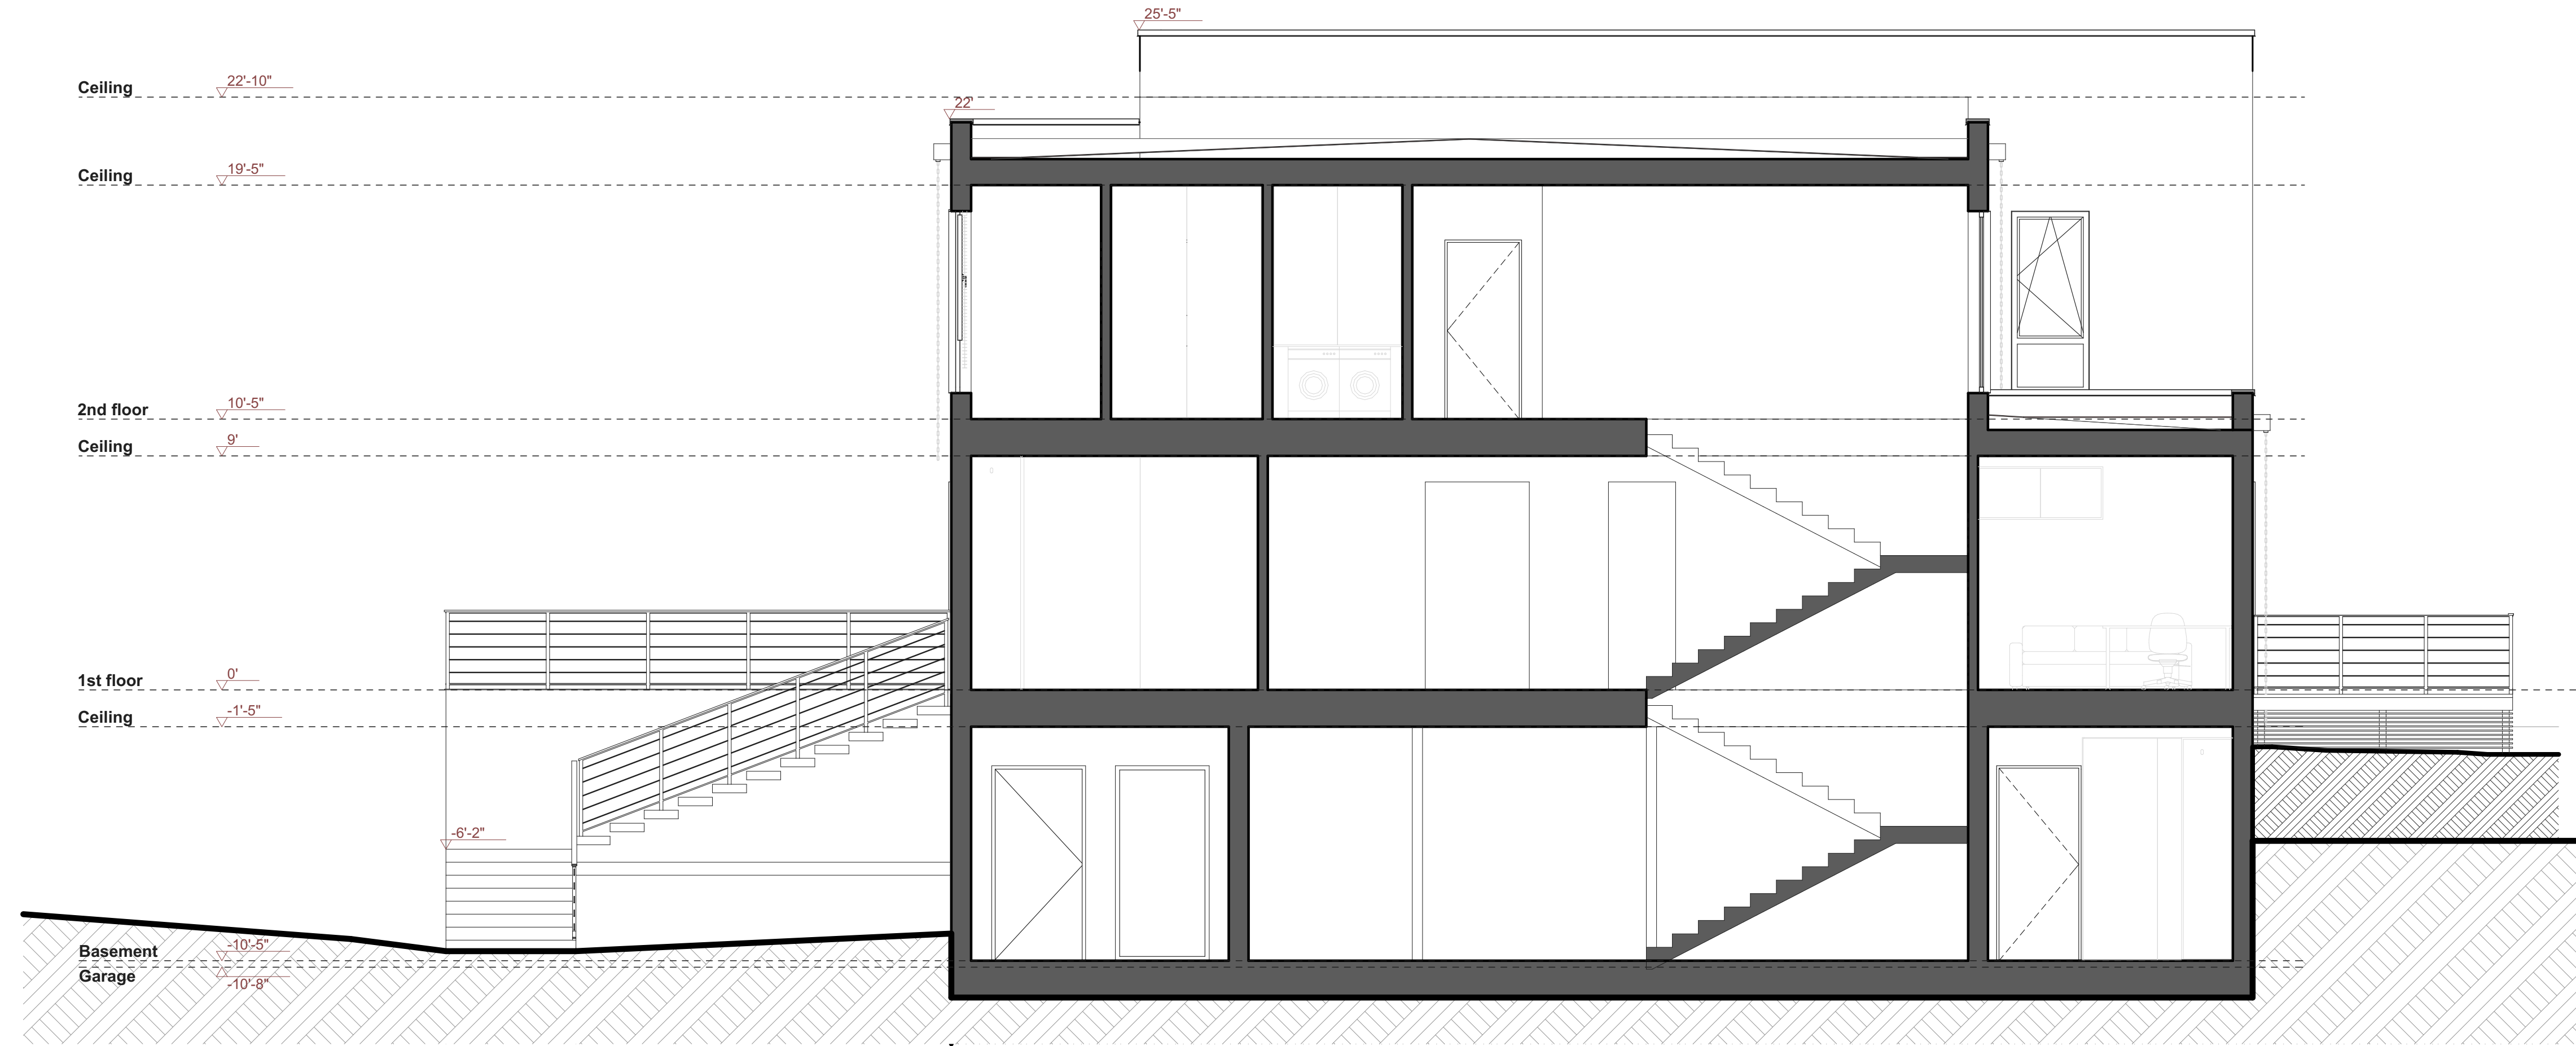 25'-5"
Ceiling 22'-10"
22'
Ceiling 19'-5"
2nd floor 10'-5"
Ceiling 9'
1st floor 0'
Ceiling -1'-5"
-6'-2"
Basement -10'-5"
Garage -10'-8"